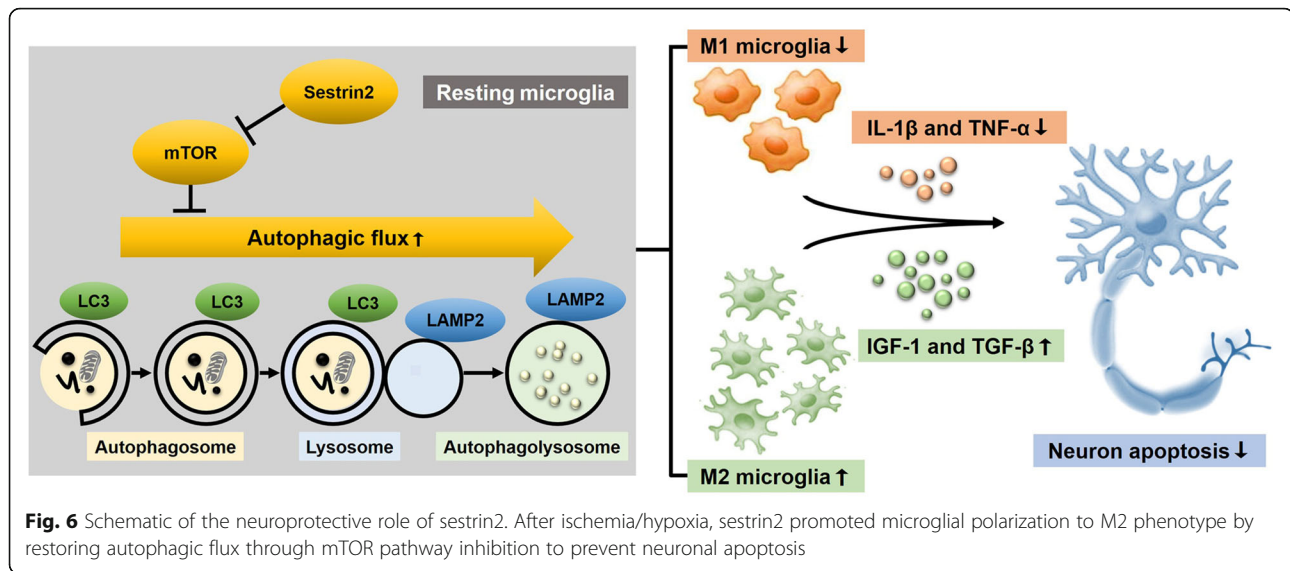 Sestrin2
Resting microglia
mTOR
Autophagic flux ↑
LC3
LC3
LC3
LAMP2
LAMP2
Autophagosome
Lysosome
Autophagolysosome
M1 microglia ↓
IL-1β and TNF-α ↓
IGF-1 and TGF-β ↑
M2 microglia ↑
Neuron apoptosis ↓
Fig. 6 Schematic of the neuroprotective role of sestrin2. After ischemia/hypoxia, sestrin2 promoted microglial polarization to M2 phenotype by
restoring autophagic flux through mTOR pathway inhibition to prevent neuronal apoptosis